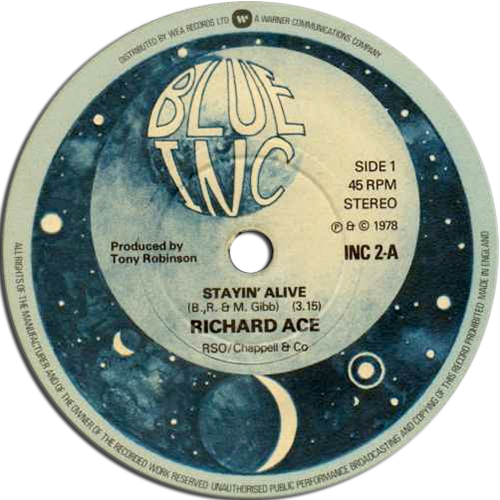 DISTRIBUTED BY WEA RECORDS LTD W A WARNER COMMUNICATIONS COMPANY
BLUE
INC
SIDE 1
45 RPM
STEREO
Ⓟ & © 1978
INC 2-A
Produced by
Tony Robinson
STAYIN' ALIVE
(B.,R. & M. Gibb) (3.15)
RICHARD ACE
RSO/Chappell & Co
ALL RIGHTS OF THE MANUFACTURER AND OF THE OWNER OF THE RECORDED WORK RESERVED UNAUTHORISED PUBLIC PERFORMANCE BROADCASTING AND COPYING OF THIS RECORD PROHIBITED MADE IN ENGLAND